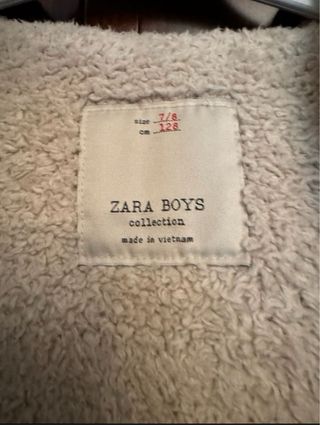 size 7/8
cm 128
ZARA BOYS
collection
made in vietnam